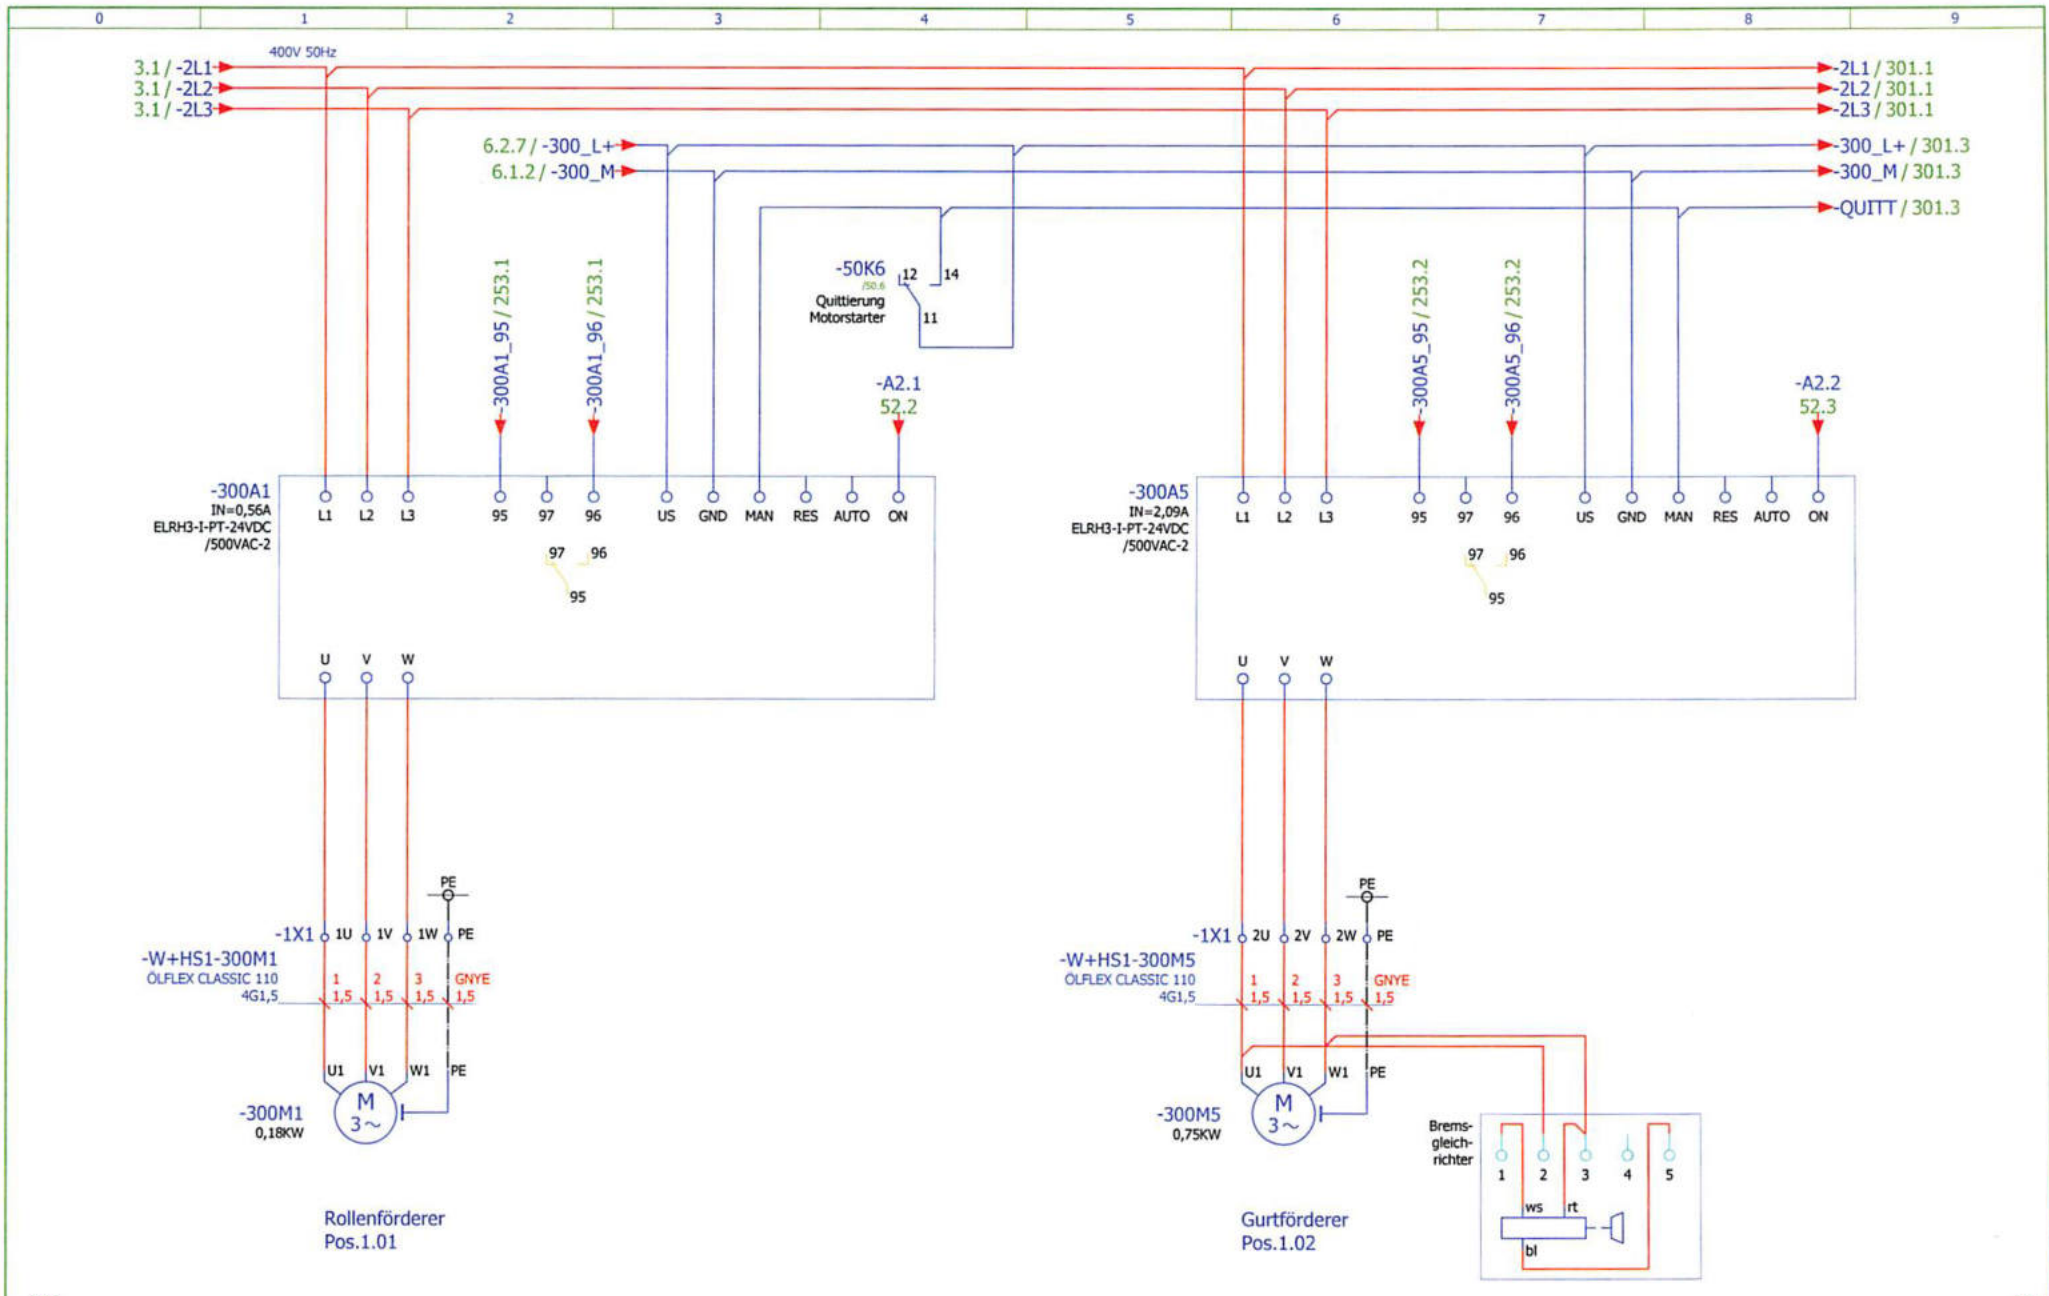 0 1 2 3 4 5 6 7 8 9
400V 50Hz
3.1 / -2L1
3.1 / -2L2
3.1 / -2L3
-2L1 / 301.1
-2L2 / 301.1
-2L3 / 301.1
6.2.7 / -300_L+
6.1.2 / -300_M
-300_L+ / 301.3
-300_M / 301.3
-QUITT / 301.3
-300A1_95 / 253.1
-300A1_96 / 253.1
-50K6
/50.6
Quittierung
Motorstarter
12 14
11
-A2.1
52.2
-300A5_95 / 253.2
-300A5_96 / 253.2
-A2.2
52.3
-300A1
IN=0,56A
ELRH3-I-PT-24VDC
/500VAC-2
L1 L2 L3 95 97 96 US GND MAN RES AUTO ON
97 96
95
U V W
-300A5
IN=2,09A
ELRH3-I-PT-24VDC
/500VAC-2
L1 L2 L3 95 97 96 US GND MAN RES AUTO ON
97 96
95
U V W
PE
-1X1 1U 1V 1W PE
-W+HS1-300M1
ÖLFLEX CLASSIC 110
4G1,5
1 2 3 GNYE
1,5 1,5 1,5 1,5
U1 V1 W1 PE
M
3~
-300M1
0,18KW
Rollenförderer
Pos.1.01
PE
-1X1 2U 2V 2W PE
-W+HS1-300M5
ÖLFLEX CLASSIC 110
4G1,5
1 2 3 GNYE
1,5 1,5 1,5 1,5
U1 V1 W1 PE
M
3~
-300M5
0,75KW
Brems-
gleich-
richter
1 2 3 4 5
ws rt
bl
Gurtförderer
Pos.1.02